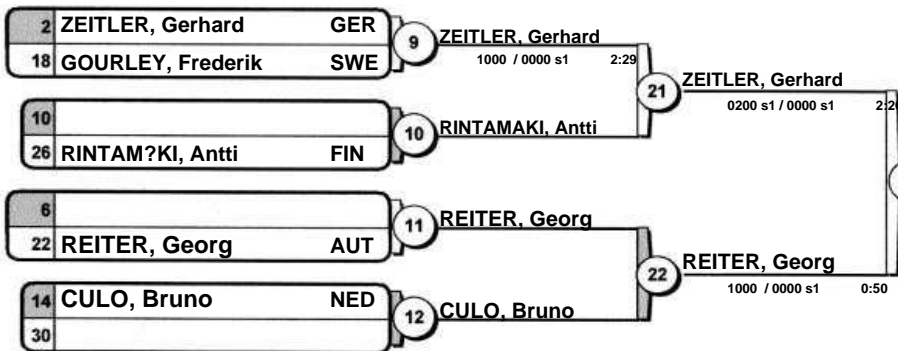 2 ZEITLER, Gerhard GER
18 GOURLEY, Frederik SWE
9
ZEITLER, Gerhard
1000 / 0000 s1 2:29
10
26 RINTAM?KI, Antti FIN
10
RINTAMAKI, Antti
21
ZEITLER, Gerhard
0200 s1 / 0000 s1
6
22 REITER, Georg AUT
11
REITER, Georg
14 CULO, Bruno NED
30
12
CULO, Bruno
22
REITER, Georg
1000 / 0000 s1 0:50